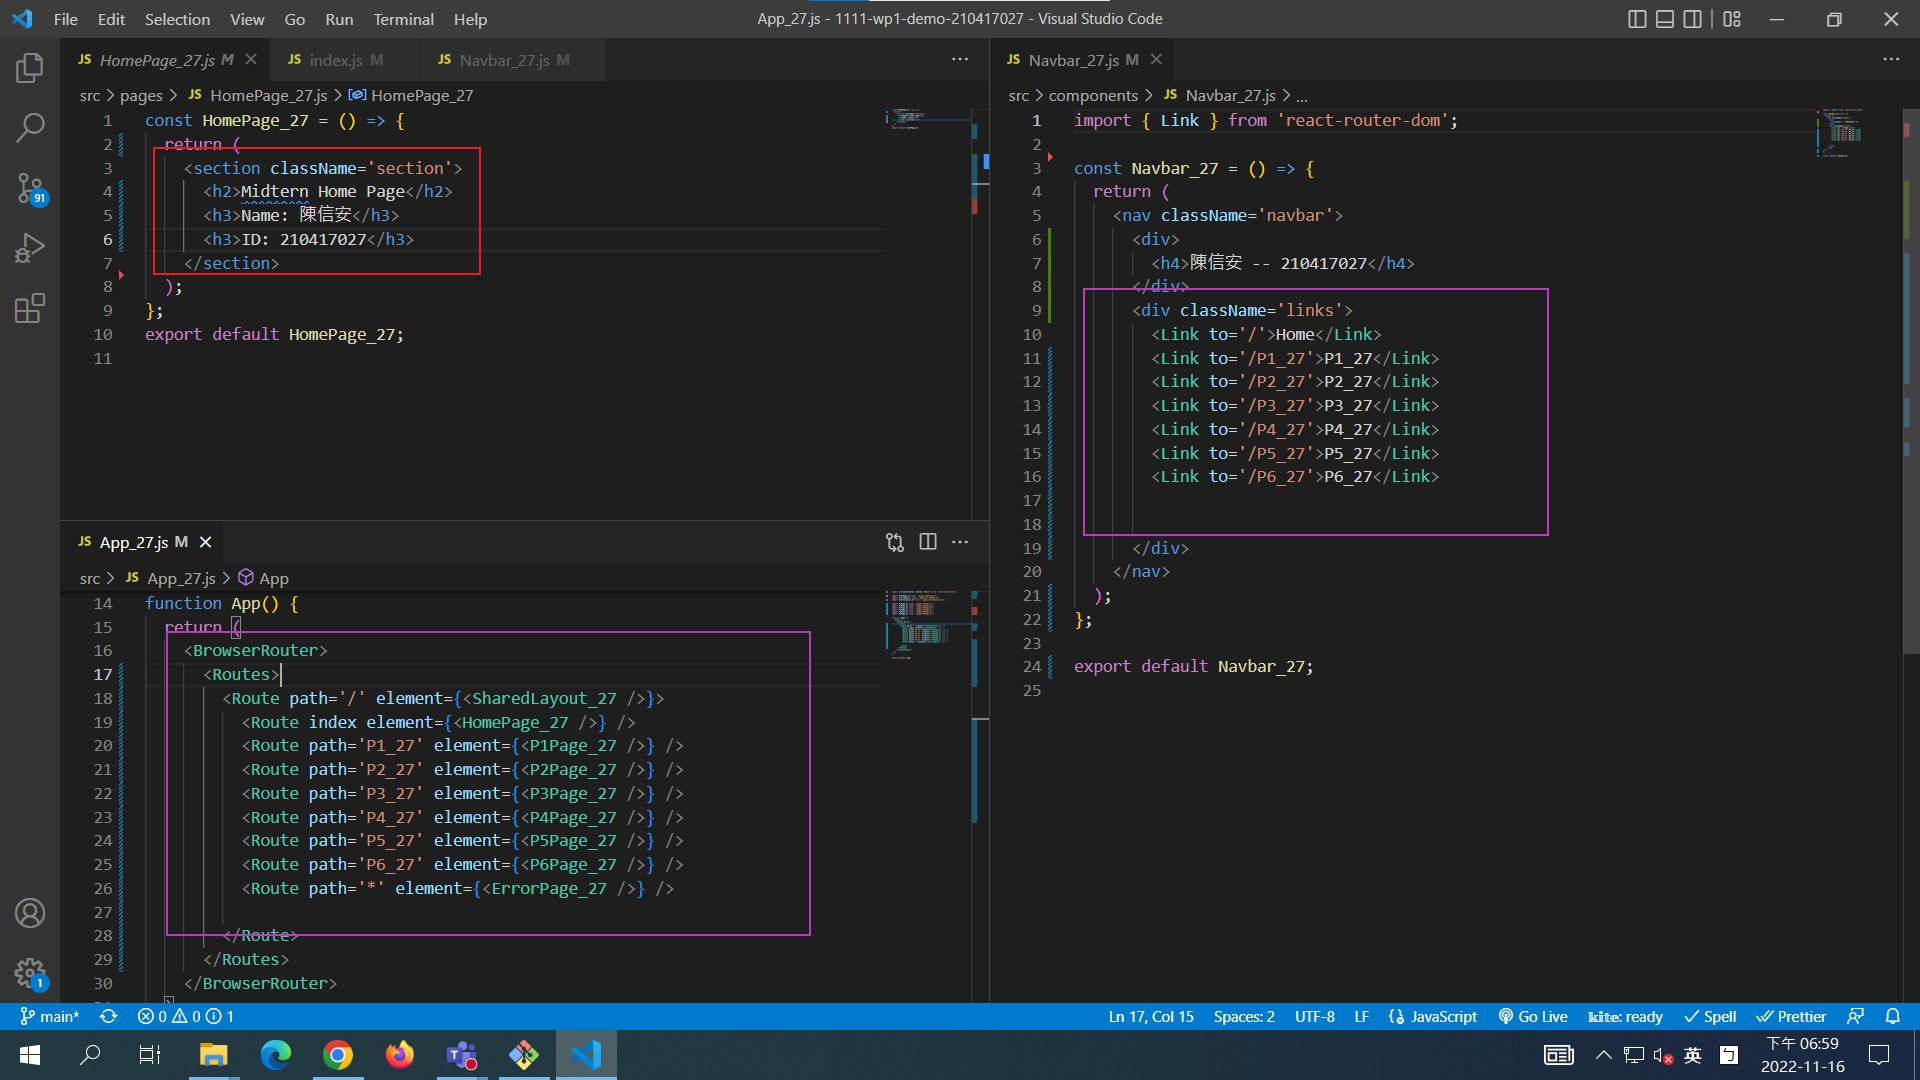 File Edit Selection View Go Run Terminal Help
App_27.js - 1111-wp1-demo-210417027 - Visual Studio Code
JS HomePage_27.js M
JS index.js M
JS Navbar_27.js M
src > pages > JS HomePage_27.js > HomePage_27
1 const HomePage_27 = () => {
2 return (
3 <section className='section'>
4 <h2>Midtern Home Page</h2>
5 <h3>Name: 陳信安</h3>
6 <h3>ID: 210417027</h3>
7 </section>
8 );
9 };
10 export default HomePage_27;
11
JS App_27.js M
src > JS App_27.js > App
14 function App() {
15 return (
16 <BrowserRouter>
17 <Routes>
18 <Route path='/' element={<SharedLayout_27 />}>
19 <Route index element={<HomePage_27 />} />
20 <Route path='P1_27' element={<P1Page_27 />} />
21 <Route path='P2_27' element={<P2Page_27 />} />
22 <Route path='P3_27' element={<P3Page_27 />} />
23 <Route path='P4_27' element={<P4Page_27 />} />
24 <Route path='P5_27' element={<P5Page_27 />} />
25 <Route path='P6_27' element={<P6Page_27 />} />
26 <Route path='*' element={<ErrorPage_27 />} />
27
28 </Route>
29 </Routes>
30 </BrowserRouter>
JS Navbar_27.js M
src > components > JS Navbar_27.js > ...
1 import { Link } from 'react-router-dom';
2
3 const Navbar_27 = () => {
4 return (
5 <nav className='navbar'>
6 <div>
7 <h4>陳信安 -- 210417027</h4>
8 </div>
9 <div className='links'>
10 <Link to='/'>Home</Link>
11 <Link to='/P1_27'>P1_27</Link>
12 <Link to='/P2_27'>P2_27</Link>
13 <Link to='/P3_27'>P3_27</Link>
14 <Link to='/P4_27'>P4_27</Link>
15 <Link to='/P5_27'>P5_27</Link>
16 <Link to='/P6_27'>P6_27</Link>
17
18
19 </div>
20 </nav>
21 );
22 };
23
24 export default Navbar_27;
25
91
1
main* 0 0 1
Ln 17, Col 15 Spaces: 2 UTF-8 LF JavaScript Go Live kite: ready Spell Prettier
英 ㄅ
下午 06:59
2022-11-16